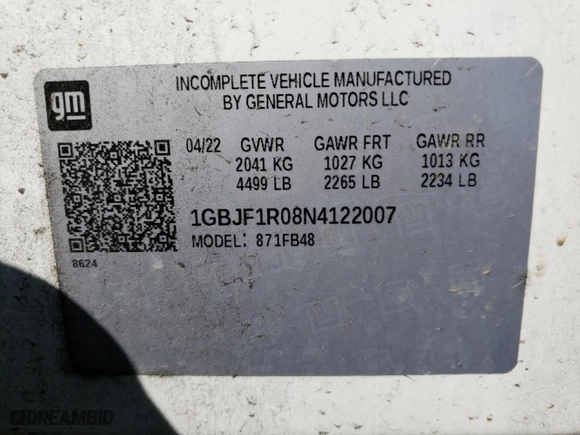 gm
INCOMPLETE VEHICLE MANUFACTURED
BY GENERAL MOTORS LLC
04/22 GVWR GAWR FRT GAWR RR
2041 KG 1027 KG 1013 KG
4499 LB 2265 LB 2234 LB
1GBJF1R08N4122007
MODEL: 871FB48
8624
DREAMBID